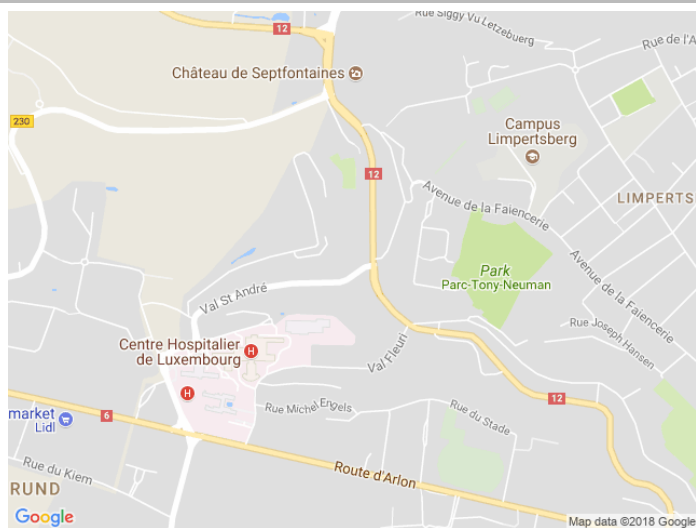 Rue Siggy Vu Letzebuerg
12
Rue de l'A
Château de Septfontaines
230
Campus
Limpertsberg
12
Avenue de la Faiencerie
LIMPERTS
Park
Parc-Tony-Neuman
Avenue de la Faiencerie
Val St André
Rue Joseph Hansen
Centre Hospitalier
de Luxembourg
H
Val Fleuri
H
12
market
Lidl
6
Rue Michel Engels
Rue du Stade
Rue du Kiem
Route d'Arlon
RUND
Google
Map data ©2018 Google